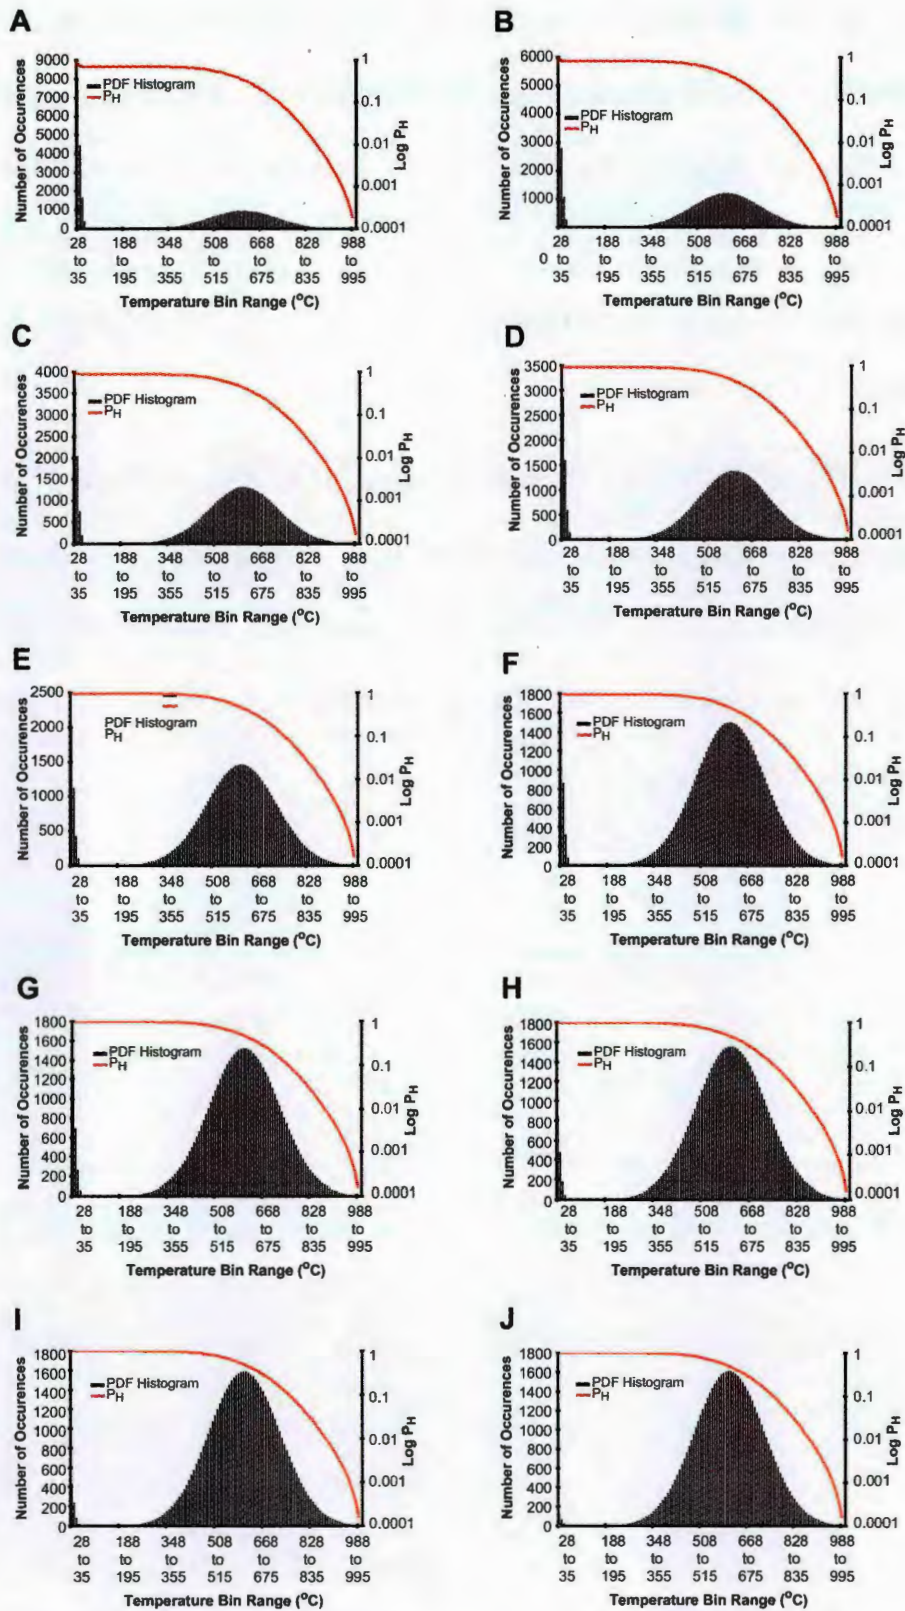 A
Number of Occurences
9000
8000
7000
6000
5000
4000
3000
2000
1000
0
PDF Histogram
PH
1
0.1
0.01
0.001
0.0001
Log PH
28 188 348 508 668 828 988
to to to to to to to
35 195 355 515 675 835 995
Temperature Bin Range (°C)
B
Number of Occurences
6000
5000
4000
3000
2000
1000
0
PDF Histogram
PH
1
0.1
0.01
0.001
0.0001
Log PH
28 188 348 508 668 828 988
to to to to to to to
35 195 355 515 675 835 995
Temperature Bin Range (°C)
C
Number of Occurences
4000
3500
3000
2500
2000
1500
1000
500
0
PDF Histogram
PH
1
0.1
0.01
0.001
0.0001
Log PH
28 188 348 508 668 828 988
to to to to to to to
35 195 355 515 675 835 995
Temperature Bin Range (°C)
D
Number of Occurences
3500
3000
2500
2000
1500
1000
500
0
PDF Histogram
PH
1
0.1
0.01
0.001
0.0001
Log PH
28 188 348 508 668 828 988
to to to to to to to
35 195 355 515 675 835 995
Temperature Bin Range (°C)
E
Number of Occurences
2500
2000
1500
1000
500
0
PDF Histogram
PH
1
0.1
0.01
0.001
0.0001
Log PH
28 188 348 508 668 828 988
to to to to to to to
35 195 355 515 675 835 995
Temperature Bin Range (°C)
F
Number of Occurences
1800
1600
1400
1200
1000
800
600
400
200
0
PDF Histogram
PH
1
0.1
0.01
0.001
0.0001
Log PH
28 188 348 508 668 828 988
to to to to to to to
35 195 355 515 675 835 995
Temperature Bin Range (°C)
G
Number of Occurences
1800
1600
1400
1200
1000
800
600
400
200
0
PDF Histogram
PH
1
0.1
0.01
0.001
0.0001
Log PH
28 188 348 508 668 828 988
to to to to to to to
35 195 355 515 675 835 995
Temperature Bin Range (°C)
H
Number of Occurences
1800
1600
1400
1200
1000
800
600
400
200
0
PDF Histogram
PH
1
0.1
0.01
0.001
0.0001
Log PH
28 188 348 508 668 828 988
to to to to to to to
35 195 355 515 675 835 995
Temperature Bin Range (°C)
I
Number of Occurences
1800
1600
1400
1200
1000
800
600
400
200
0
PDF Histogram
PH
1
0.1
0.01
0.001
0.0001
Log PH
28 188 348 508 668 828 988
to to to to to to to
35 195 355 515 675 835 995
Temperature Bin Range (°C)
J
Number of Occurences
1800
1600
1400
1200
1000
800
600
400
200
0
PDF Histogram
PH
1
0.1
0.01
0.001
0.0001
Log PH
28 188 348 508 668 828 988
to to to to to to to
35 195 355 515 675 835 995
Temperature Bin Range (°C)